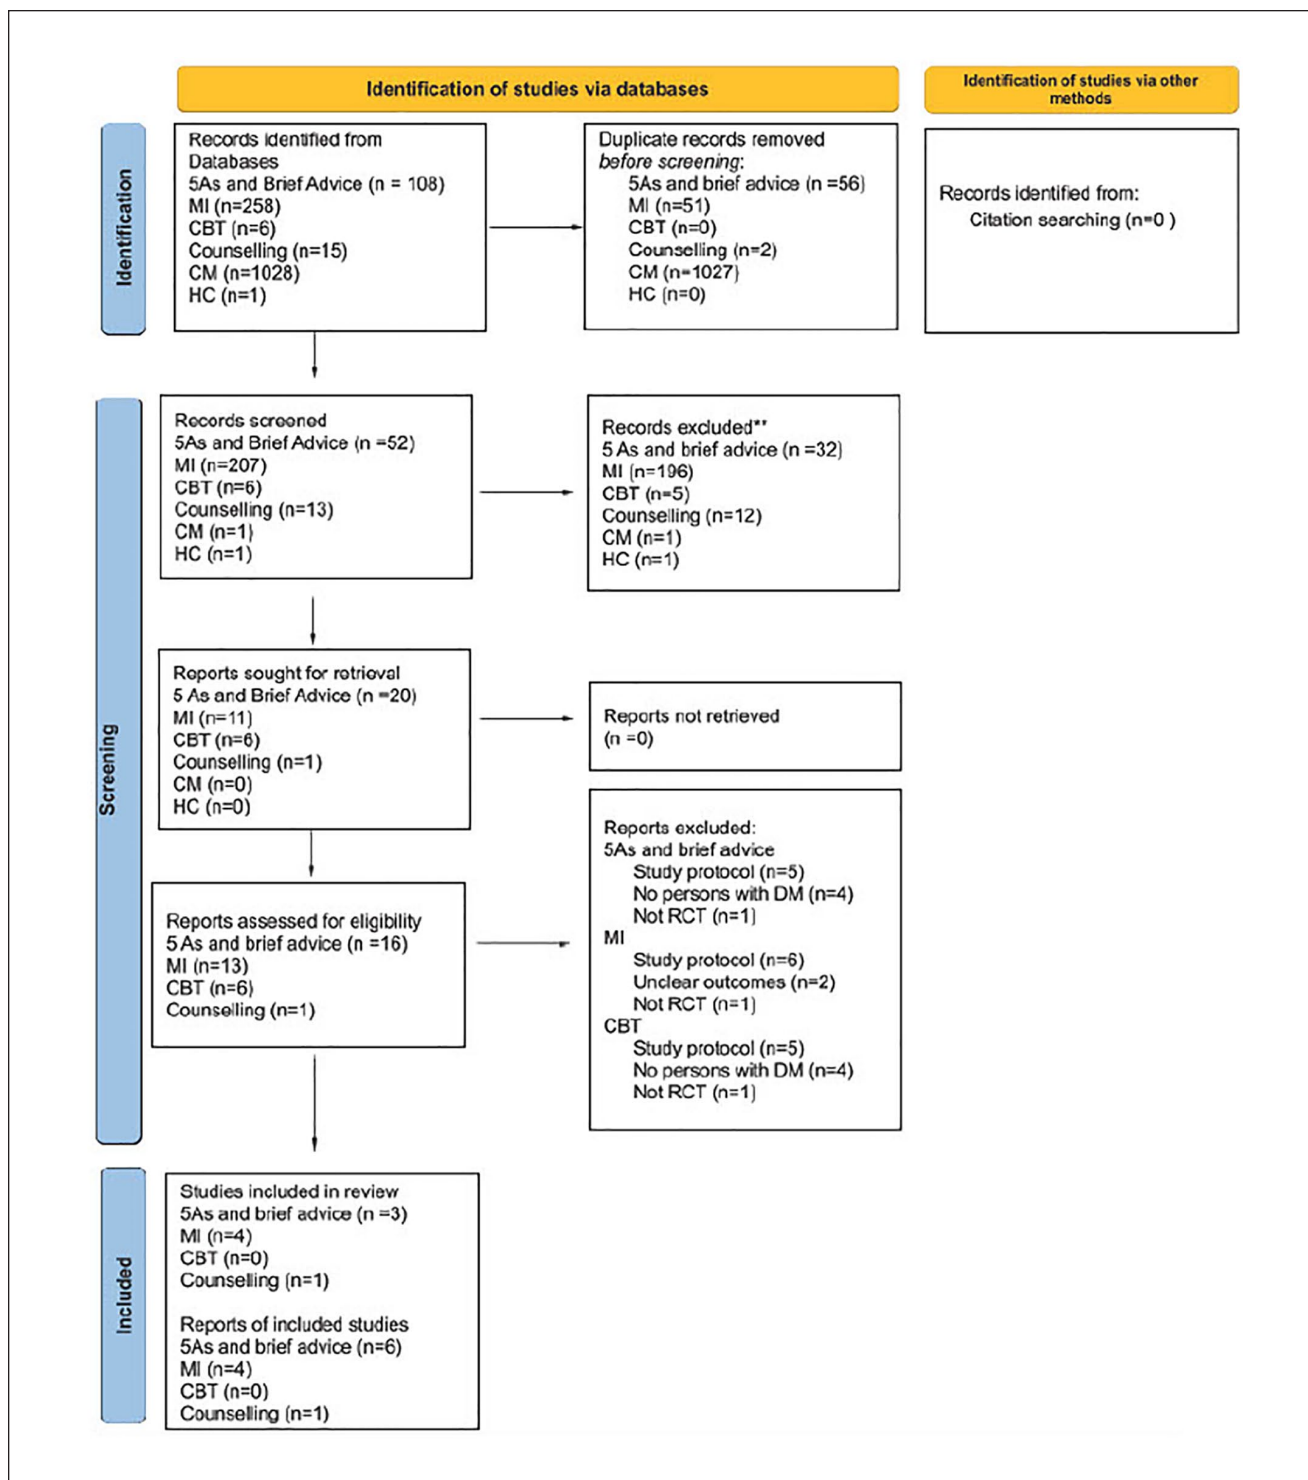 Identification of studies via databases
Identification of studies via other
methods
Identification
Records identified from
Databases
5As and Brief Advice (n = 108)
MI (n=258)
CBT (n=6)
Counselling (n=15)
CM (n=1028)
HC (n=1)
Duplicate records removed
before screening:
5As and brief advice (n =56)
MI (n=51)
CBT (n=0)
Counselling (n=2)
CM (n=1027)
HC (n=0)
Records identified from:
Citation searching (n=0 )
Screening
Records screened
5As and Brief Advice (n =52)
MI (n=207)
CBT (n=6)
Counselling (n=13)
CM (n=1)
HC (n=1)
Records excluded**
5 As and brief advice (n =32)
MI (n=196)
CBT (n=5)
Counselling (n=12)
CM (n=1)
HC (n=1)
Reports sought for retrieval
5 As and Brief Advice (n =20)
MI (n=11)
CBT (n=6)
Counselling (n=1)
CM (n=0)
HC (n=0)
Reports not retrieved
(n =0)
Reports assessed for eligibility
5 As and brief advice (n =16)
MI (n=13)
CBT (n=6)
Counselling (n=1)
Reports excluded:
5As and brief advice
Study protocol (n=5)
No persons with DM (n=4)
Not RCT (n=1)
MI
Study protocol (n=6)
Unclear outcomes (n=2)
Not RCT (n=1)
CBT
Study protocol (n=5)
No persons with DM (n=4)
Not RCT (n=1)
Included
Studies included in review
5As and brief advice (n =3)
MI (n=4)
CBT (n=0)
Counselling (n=1)
Reports of included studies
5As and brief advice (n=6)
MI (n=4)
CBT (n=0)
Counselling (n=1)